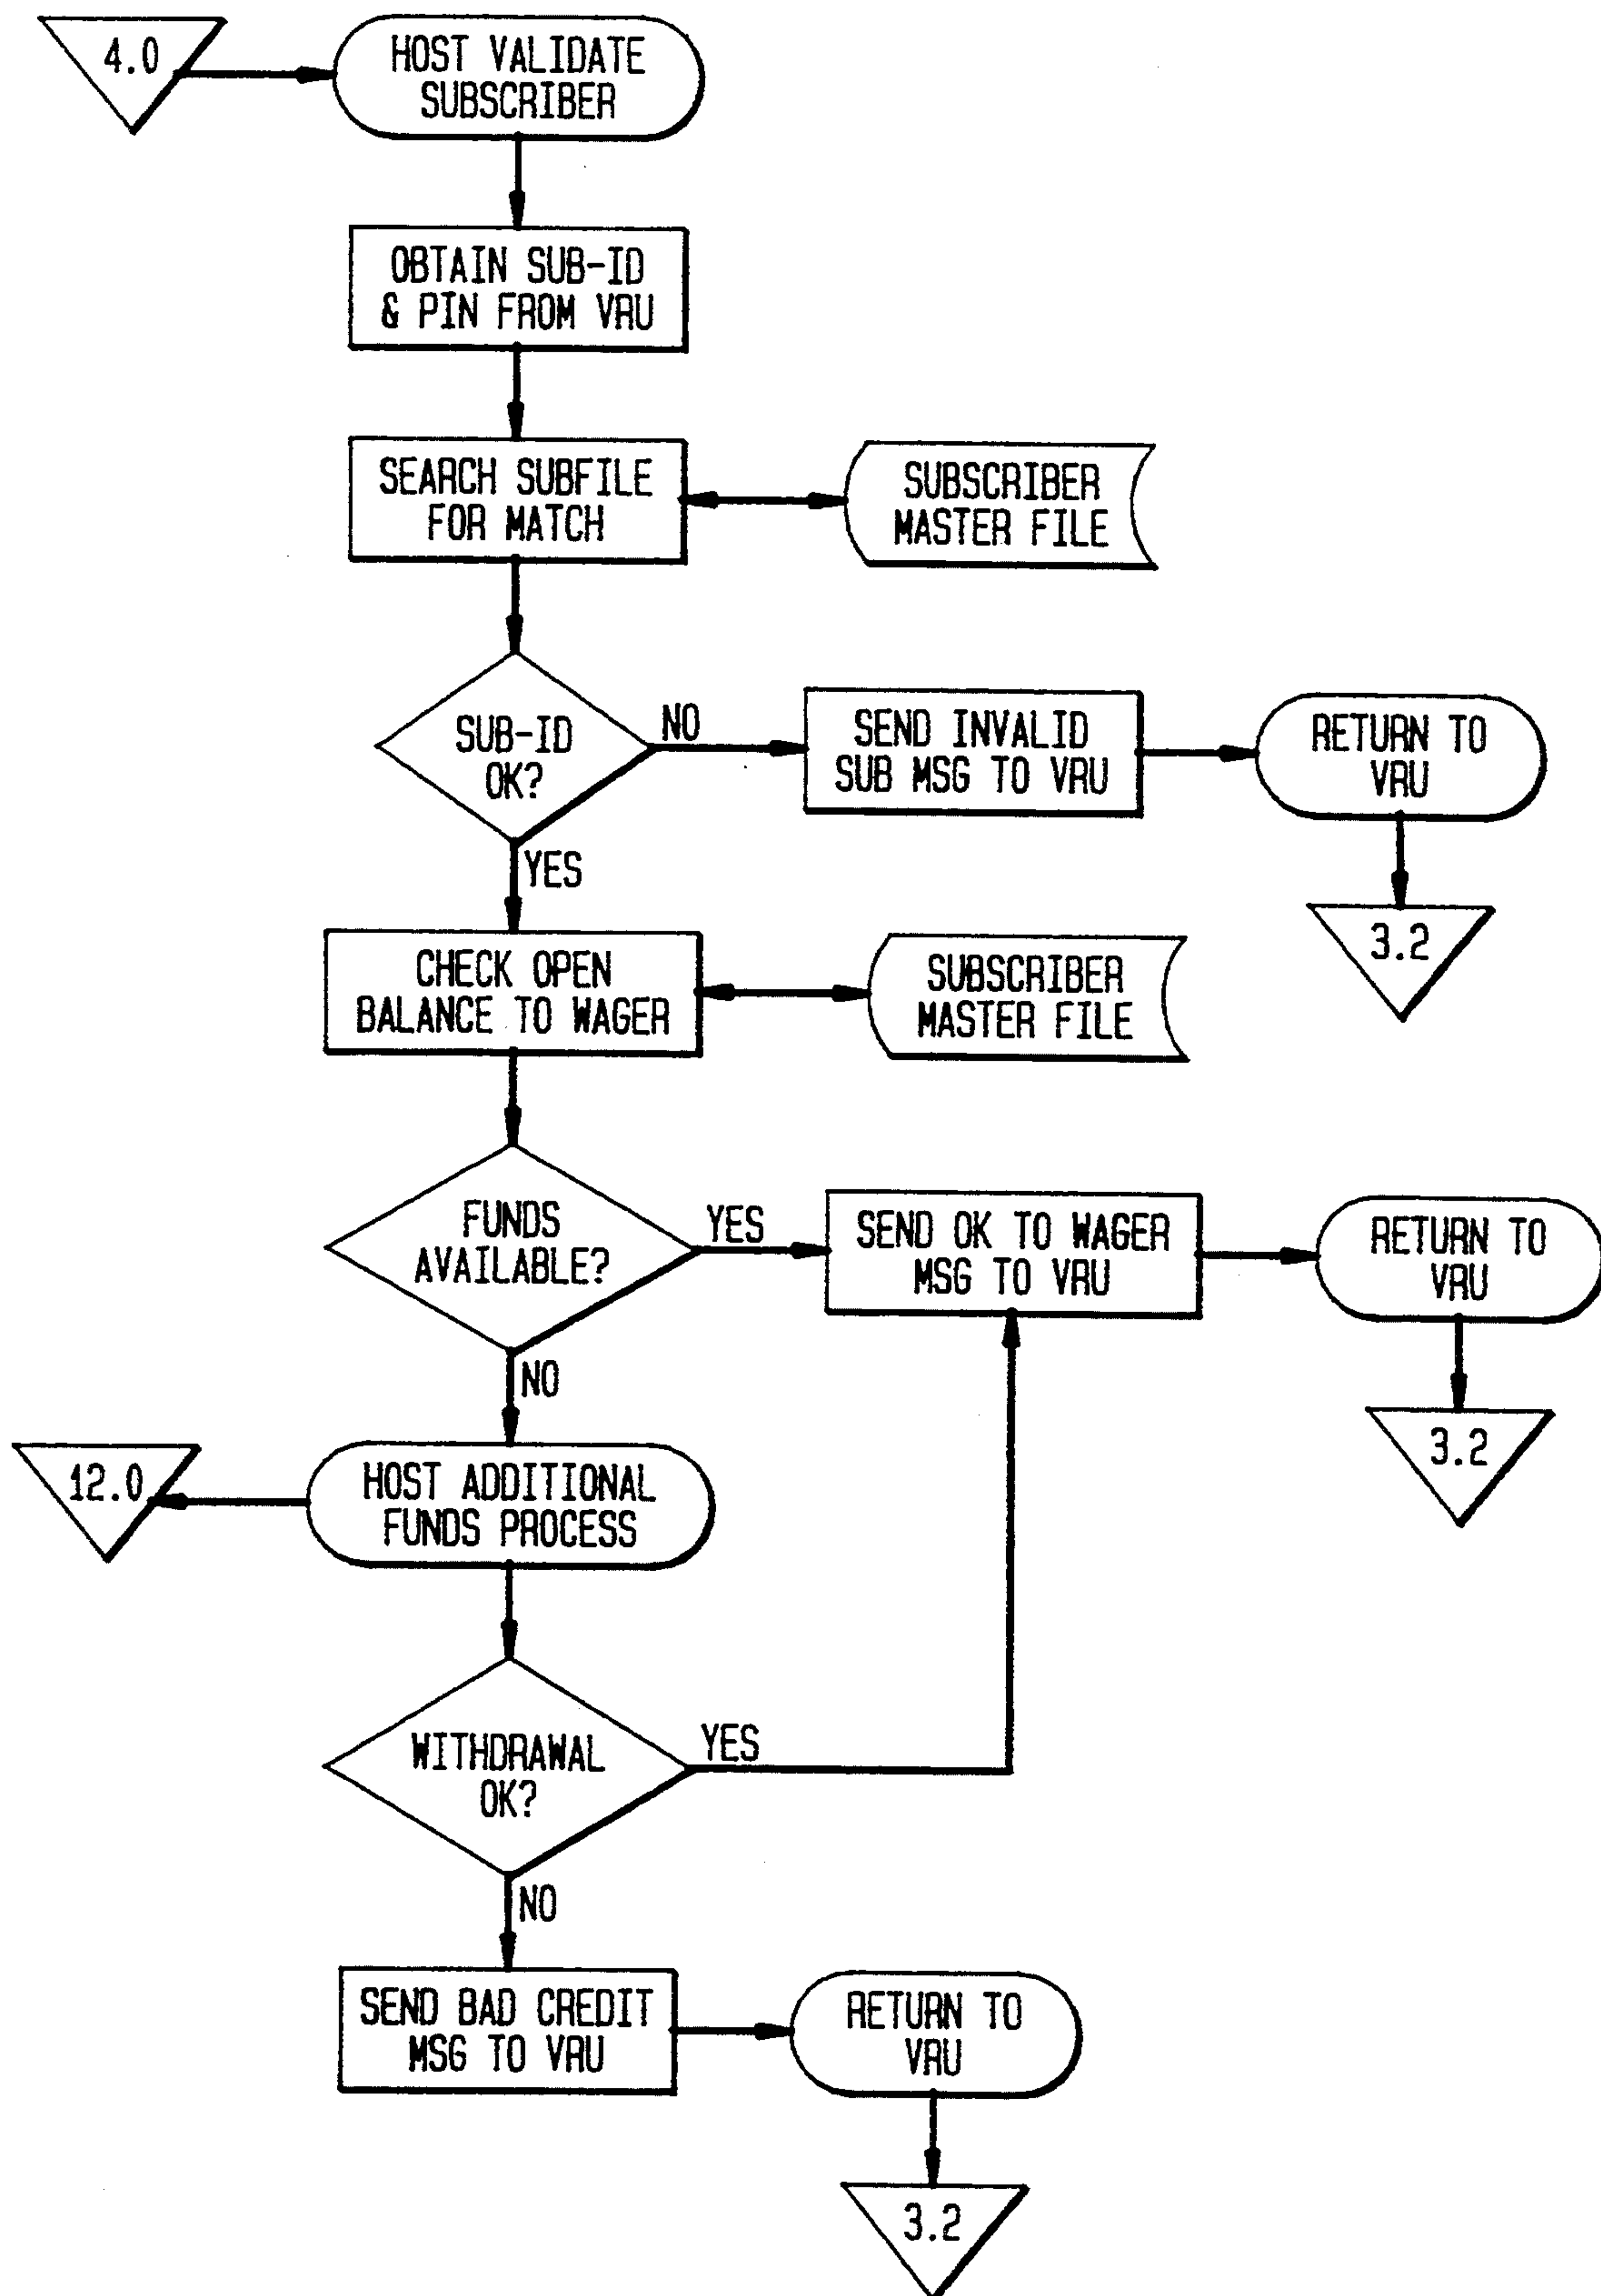 4.0
HOST VALIDATE
SUBSCRIBER
OBTAIN SUB-ID
& PIN FROM VRU
SEARCH SUBFILE
FOR MATCH
SUBSCRIBER
MASTER FILE
SUB-ID
OK?
NO
SEND INVALID
SUB MSG TO VRU
RETURN TO
VRU
3.2
YES
CHECK OPEN
BALANCE TO WAGER
SUBSCRIBER
MASTER FILE
FUNDS
AVAILABLE?
YES
SEND OK TO WAGER
MSG TO VRU
RETURN TO
VRU
3.2
NO
12.0
HOST ADDITIONAL
FUNDS PROCESS
WITHDRAWAL
OK?
YES
NO
SEND BAD CREDIT
MSG TO VRU
RETURN TO
VRU
3.2